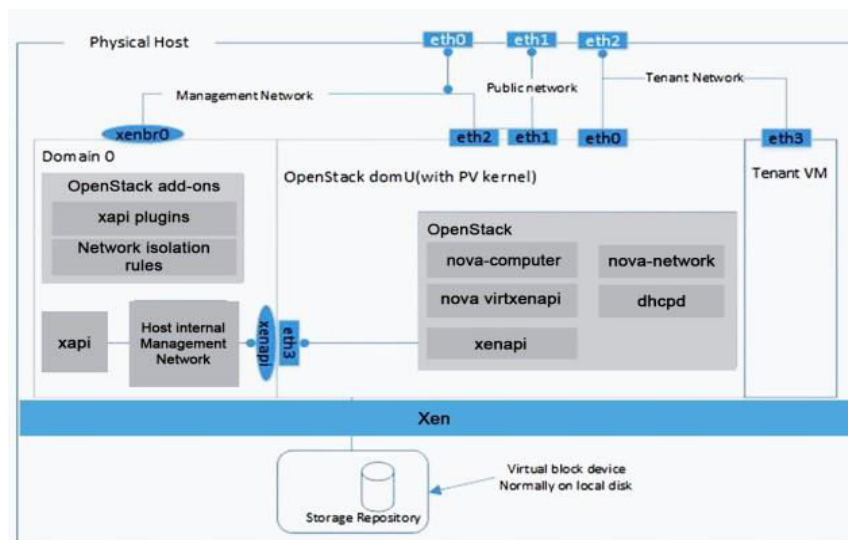 Physical Host
eth0
eth1
eth2
Management Network
Public network
Tenant Network
xenbr0
eth2
eth1
eth0
eth3
Domain 0
OpenStack domU(with PV kernel)
Tenant VM
OpenStack add-ons
xapi plugins
Network isolation
rules
OpenStack
nova-computer
nova-network
nova virtxenapi
dhcpd
xenapi
xapi
Host internal
Management
Network
xenapi
eth3
Xen
Virtual block device
Normally on local disk
Storage Repository